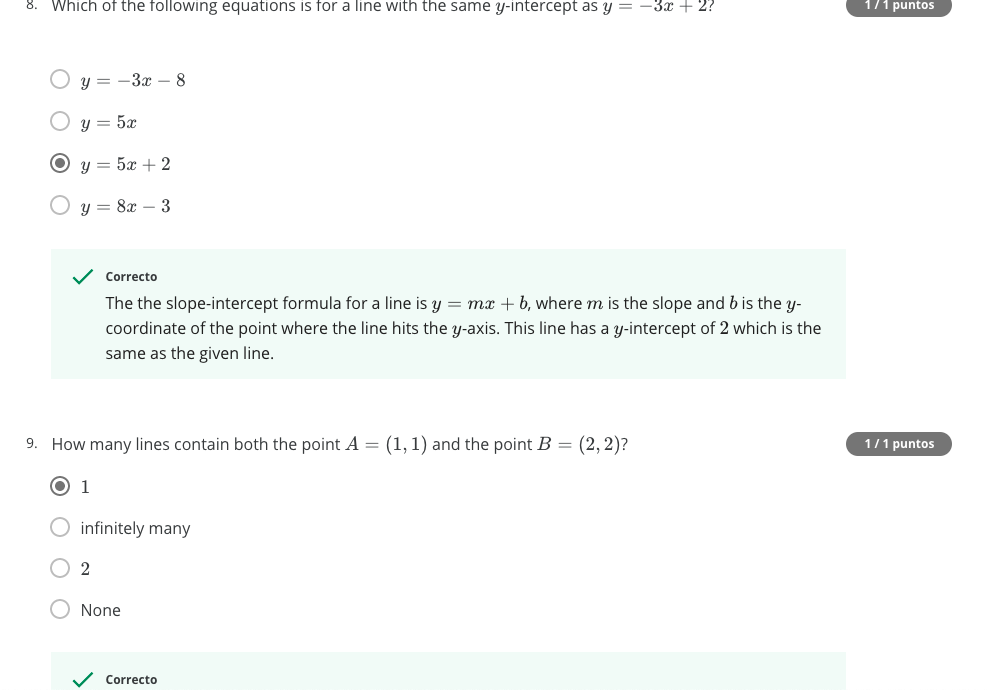 8. Which of the following equations is for a line with the same y-intercept as y = −3x + 2?
1 / 1 puntos
y = −3x − 8
y = 5x
y = 5x + 2
y = 8x − 3
Correcto
The the slope-intercept formula for a line is y = mx + b, where m is the slope and b is the y-
coordinate of the point where the line hits the y-axis. This line has a y-intercept of 2 which is the
same as the given line.
9. How many lines contain both the point A = (1, 1) and the point B = (2, 2)?
1 / 1 puntos
1
infinitely many
2
None
Correcto